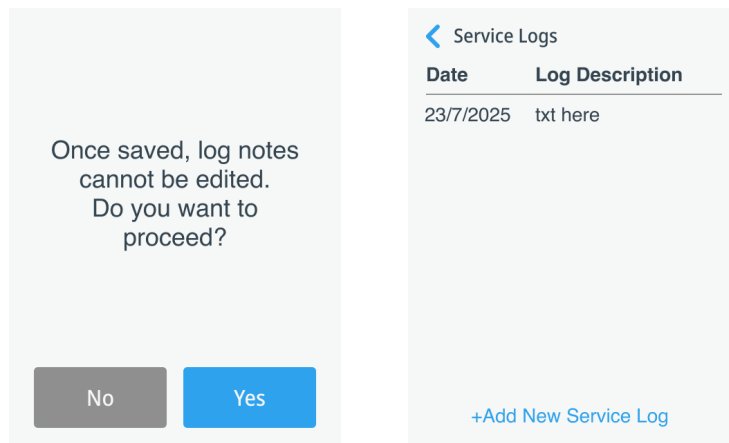 Once saved, log notes
cannot be edited.
Do you want to
proceed?
No
Yes
Service Logs
Date Log Description
23/7/2025 txt here
+Add New Service Log